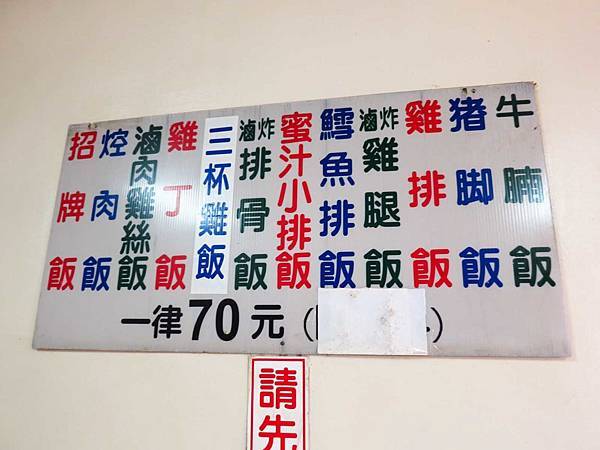 牛腩飯
猪脚飯
雞排飯
滷炸雞腿飯
鱈魚排飯
蜜汁小排飯
滷炸排骨飯
三杯雞飯
雞丁飯
滷肉雞絲飯
焢肉飯
招牌飯
一律70元（ ）
請先